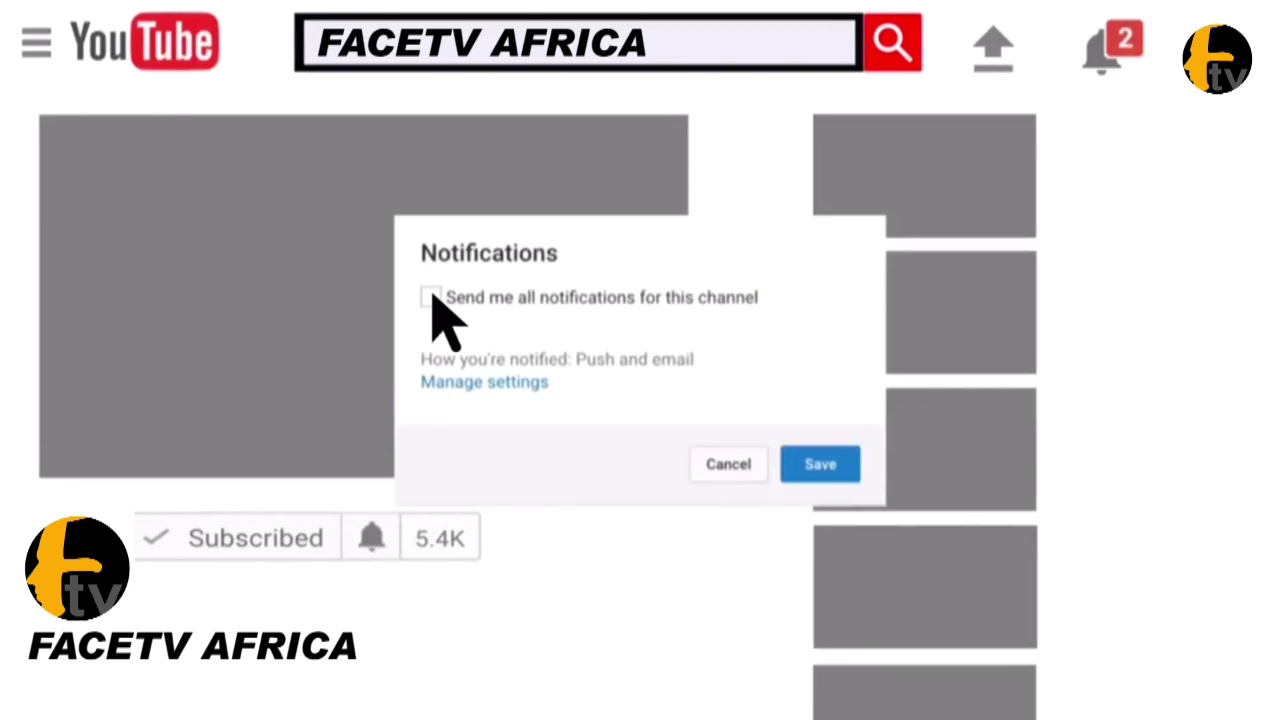 YouTube
FACETV AFRICA
2
tv
Notifications
Send me all notifications for this channel
How you're notified: Push and email
Manage settings
Cancel
Save
Subscribed
5.4K
tv
FACETV AFRICA